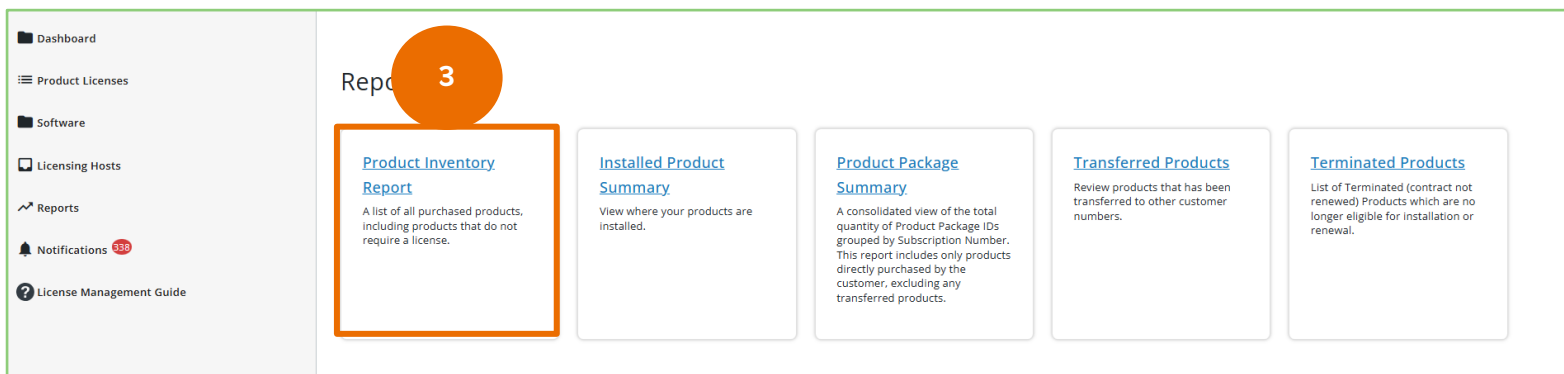 Dashboard
Product Licenses
Software
Licensing Hosts
Reports
Notifications 338
License Management Guide
3
Product Inventory
Report
A list of all purchased products,
including products that do not
require a license.
Installed Product
Summary
View where your products are
installed.
Product Package
Summary
A consolidated view of the total
quantity of Product Package IDs
grouped by Subscription Number.
This report includes only products
directly purchased by the
customer, excluding any
transferred products.
Transferred Products
Review products that has been
transferred to other customer
numbers.
Terminated Products
List of Terminated (contract not
renewed) Products which are no
longer eligible for installation or
renewal.